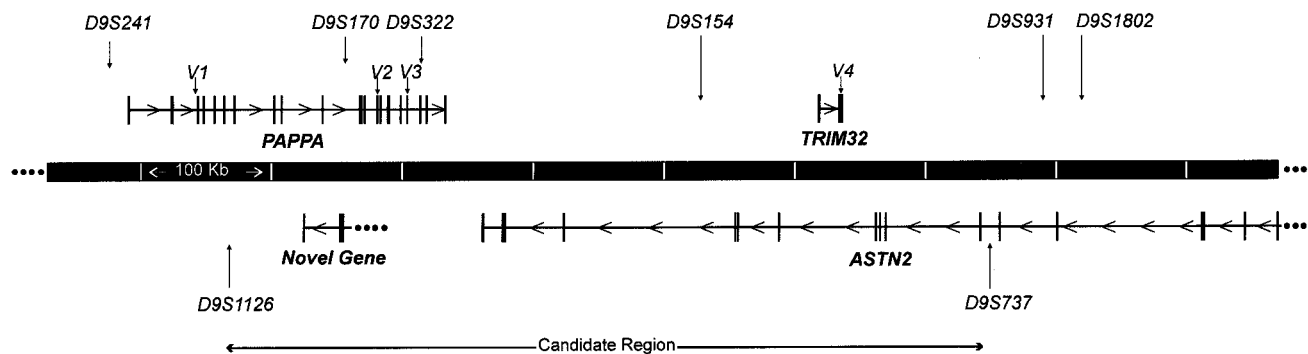 D9S241 D9S170 D9S322 D9S154 D9S931 D9S1802
V1 V2 V3 V4
PAPPA TRIM32
100 Kb
Novel Gene ASTN2
D9S1126 D9S737
Candidate Region